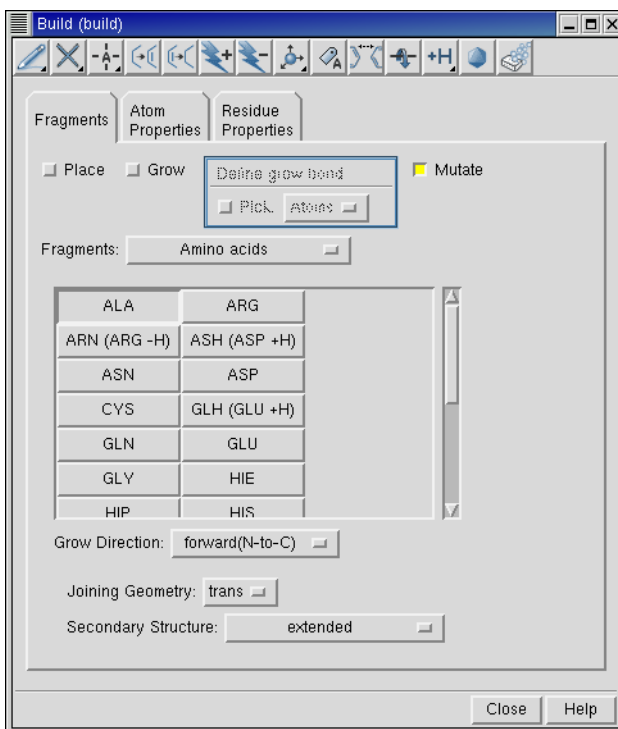 Build (build)
A A +H
Fragments
Atom Properties
Residue Properties
Place Grow Define grow bond Mutate
Pick Atoms
Fragments: Amino acids
ALA ARG
ARN (ARG -H) ASH (ASP +H)
ASN ASP
CYS GLH (GLU +H)
GLN GLU
GLY HIE
HIP HIS
Grow Direction: forward(N-to-C)
Joining Geometry: trans
Secondary Structure: extended
Close Help